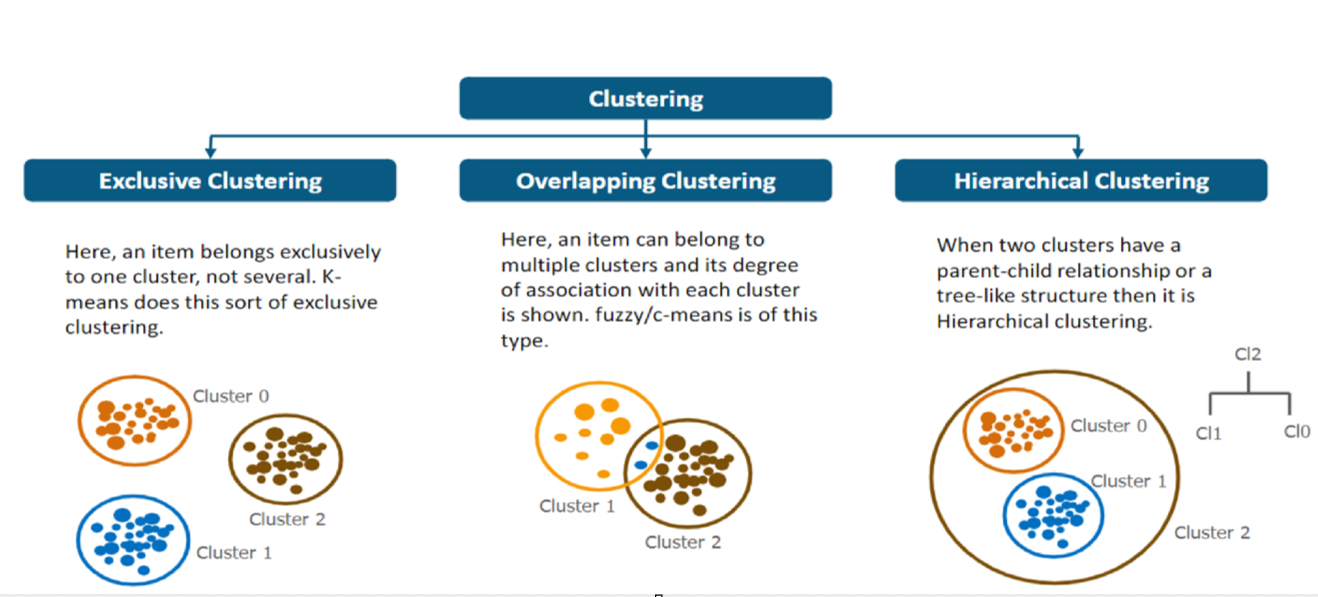 Clustering
Exclusive Clustering
Overlapping Clustering
Hierarchical Clustering
Here, an item belongs exclusively
to one cluster, not several. K-
means does this sort of exclusive
clustering.
Here, an item can belong to
multiple clusters and its degree
of association with each cluster
is shown. fuzzy/c-means is of this
type.
When two clusters have a
parent-child relationship or a
tree-like structure then it is
Hierarchical clustering.
Cluster 0
Cluster 2
Cluster 1
Cluster 1
Cluster 2
Cluster 0
Cluster 1
Cluster 2
Cl2
Cl1
Cl0